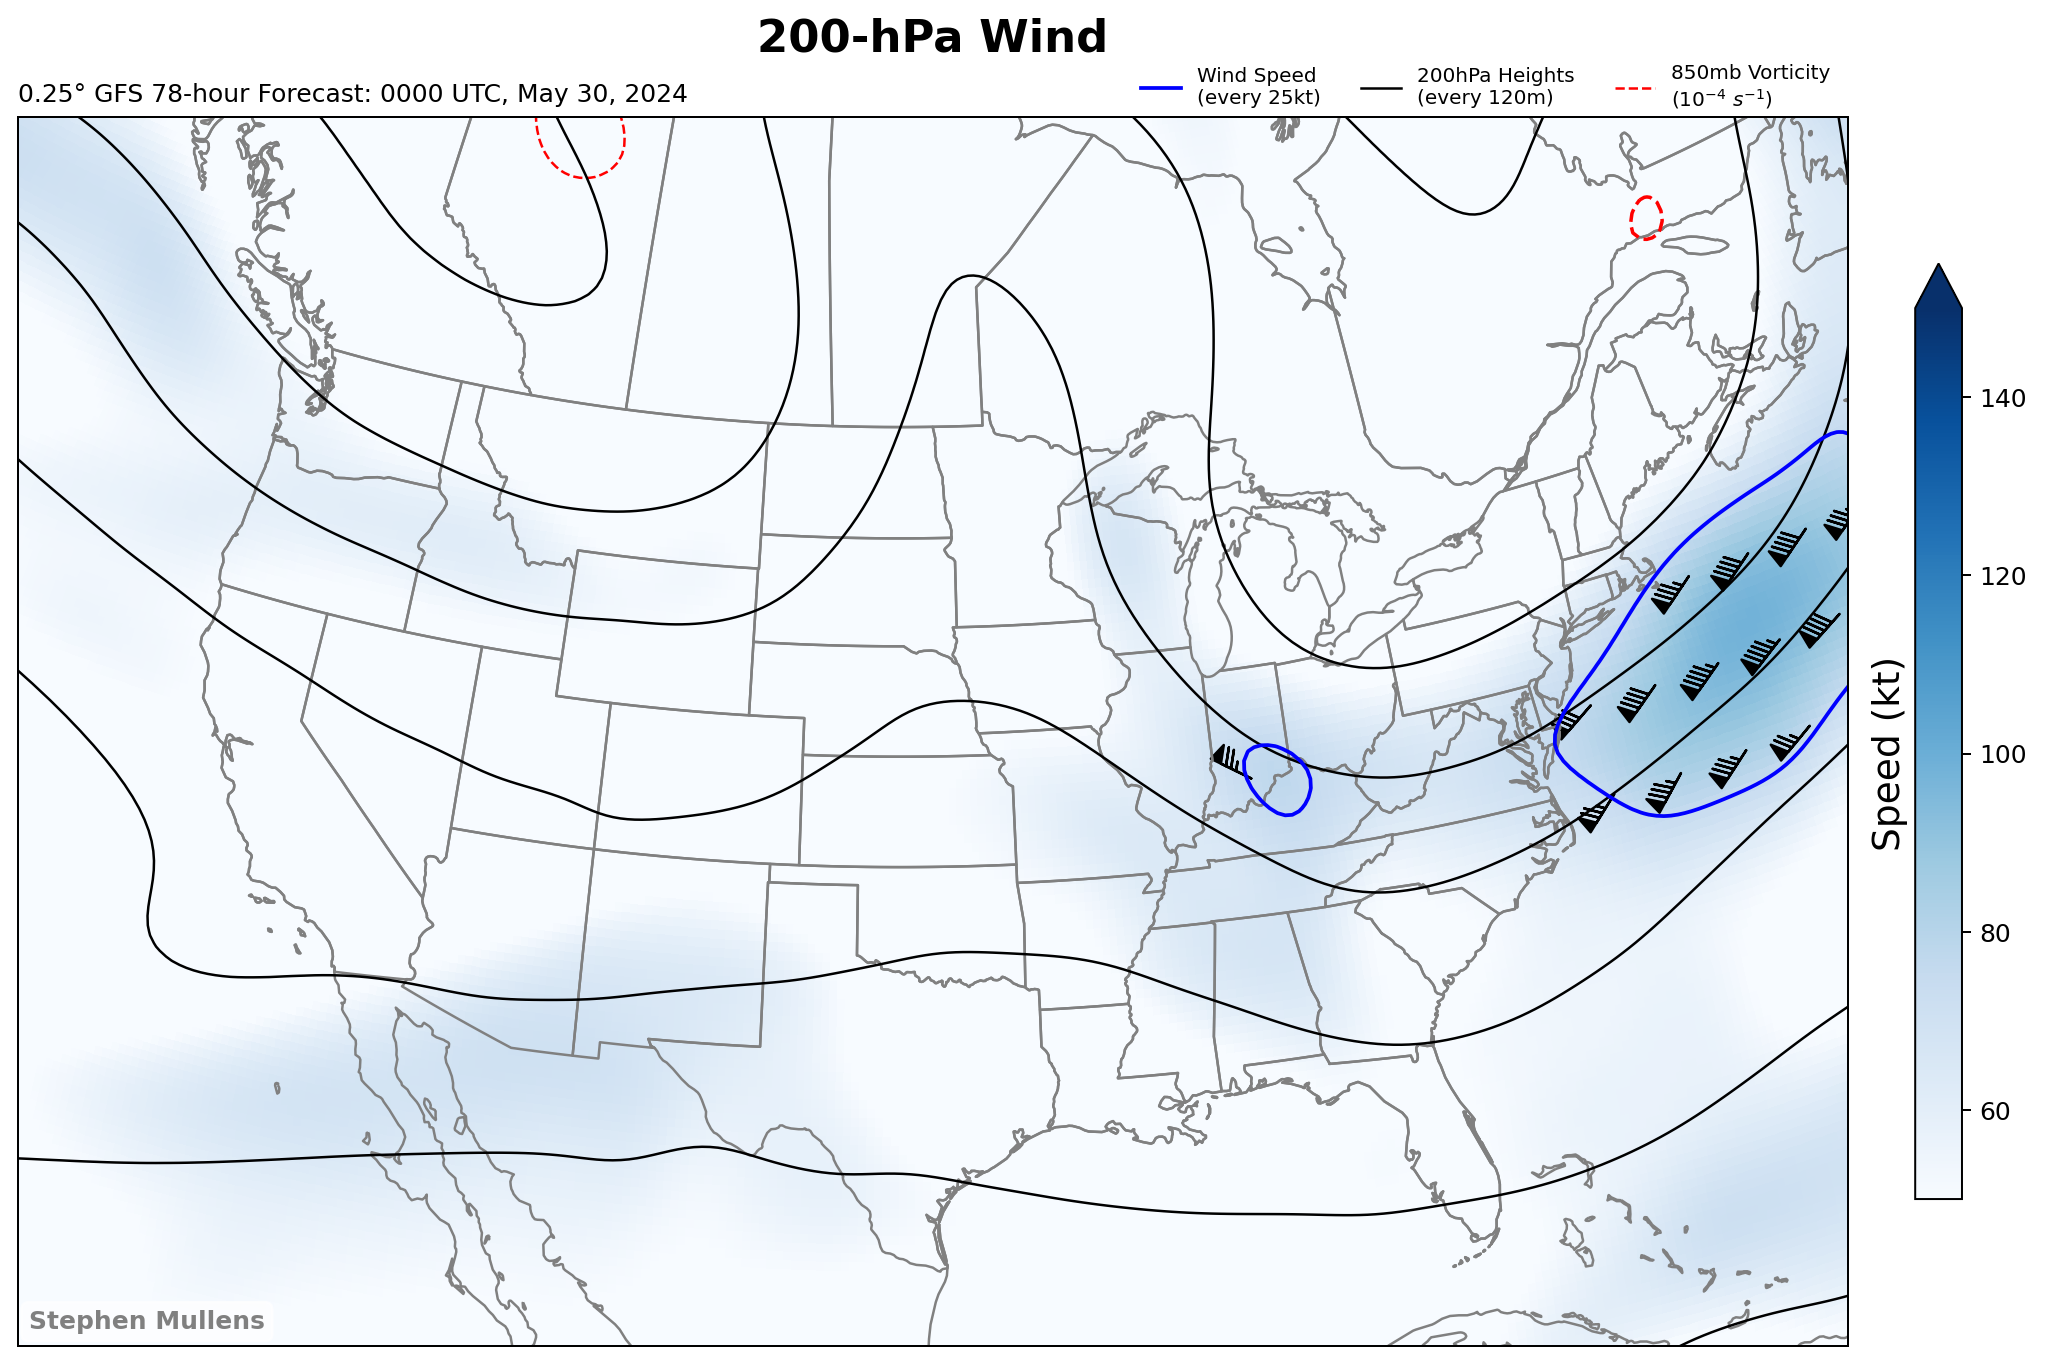 200-hPa Wind
0.25° GFS 78-hour Forecast: 0000 UTC, May 30, 2024
Wind Speed
(every 25kt)
200hPa Heights
(every 120m)
850mb Vorticity
(10⁻⁴ s⁻¹)
140
120
100
80
60
Speed (kt)
Stephen Mullens